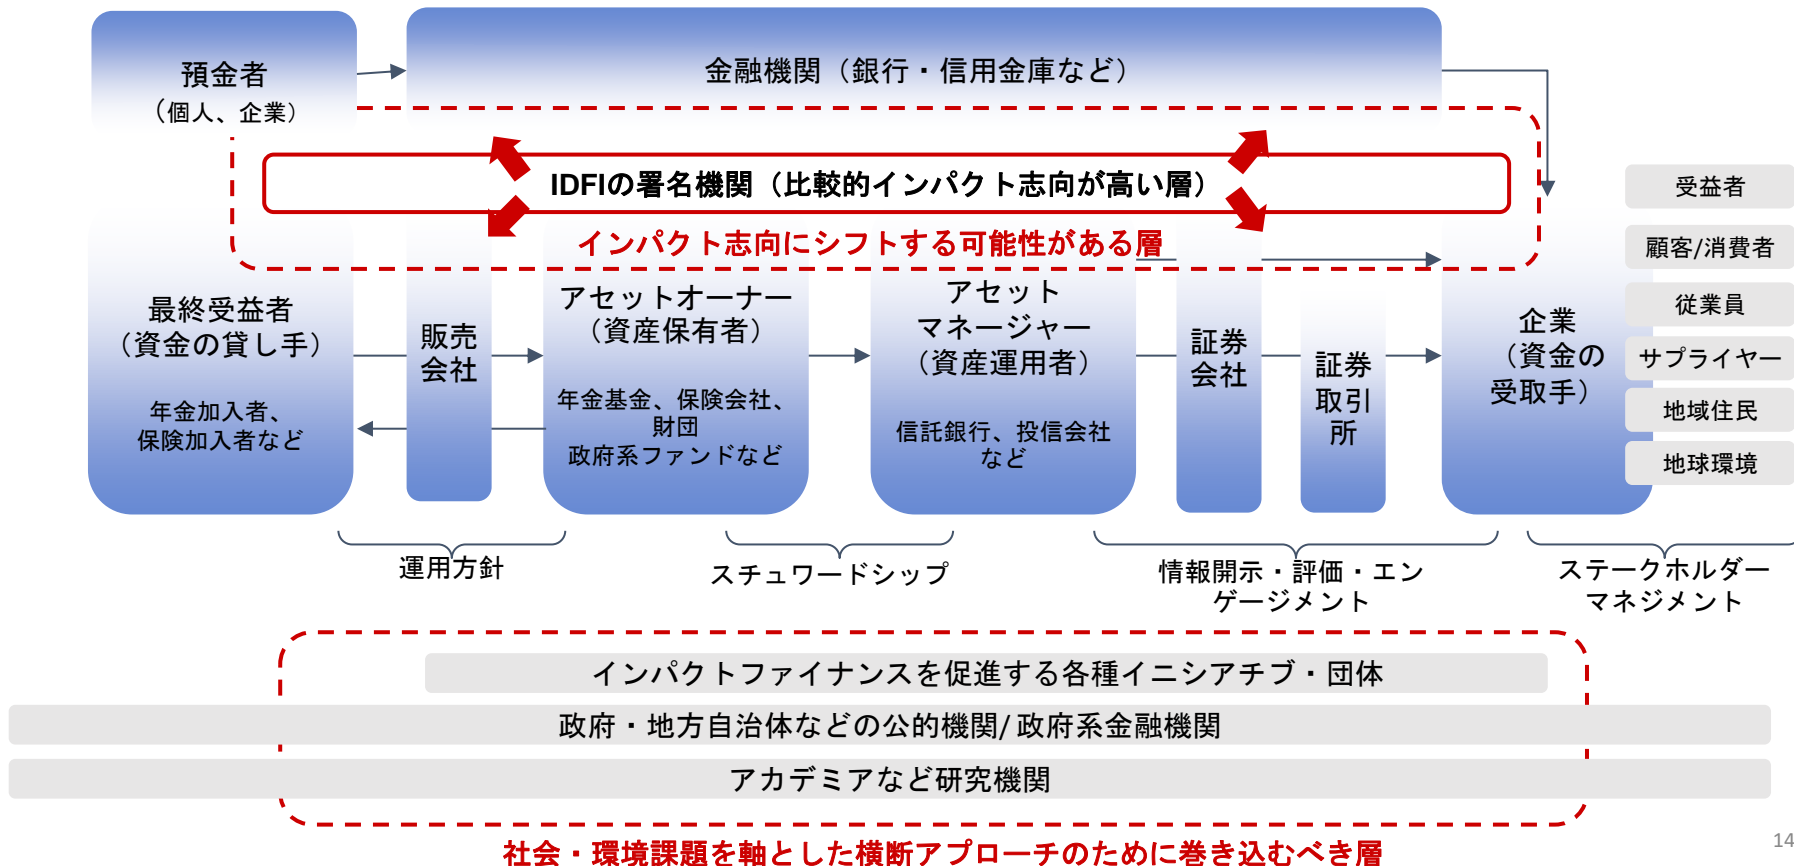 預金者
（個人、企業）
金融機関（銀行・信用金庫など）
IDFIの署名機関（比較的インパクト志向が高い層）
インパクト志向にシフトする可能性がある層
最終受益者
（資金の貸し手）
年金加入者、
保険加入者など
販売
会社
アセットオーナー
（資産保有者）
年金基金、保険会社、
財団
政府系ファンドなど
アセット
マネージャー
（資産運用者）
信託銀行、投信会社
など
証券
会社
証券
取引
所
企業
（資金の
受取手）
受益者
顧客/消費者
従業員
サプライヤー
地域住民
地球環境
運用方針
スチュワードシップ
情報開示・評価・エン
ゲージメント
ステークホルダー
マネジメント
インパクトファイナンスを促進する各種イニシアチブ・団体
政府・地方自治体などの公的機関/ 政府系金融機関
アカデミアなど研究機関
社会・環境課題を軸とした横断アプローチのために巻き込むべき層
14